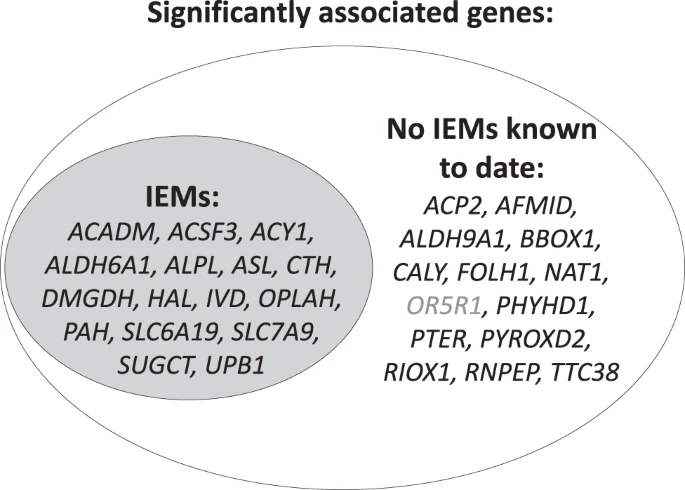 Significantly associated genes:
IEMs:
ACADM, ACSF3, ACY1,
ALDH6A1, ALPL, ASL, CTH,
DMGDH, HAL, IVD, OPLAH,
PAH, SLC6A19, SLC7A9,
SUGCT, UPB1
No IEMs known
to date:
ACP2, AFMID,
ALDH9A1, BBOX1,
CALY, FOLH1, NAT1,
OR5R1, PHYHD1,
PTER, PYROXD2,
RIOX1, RNPEP, TTC38